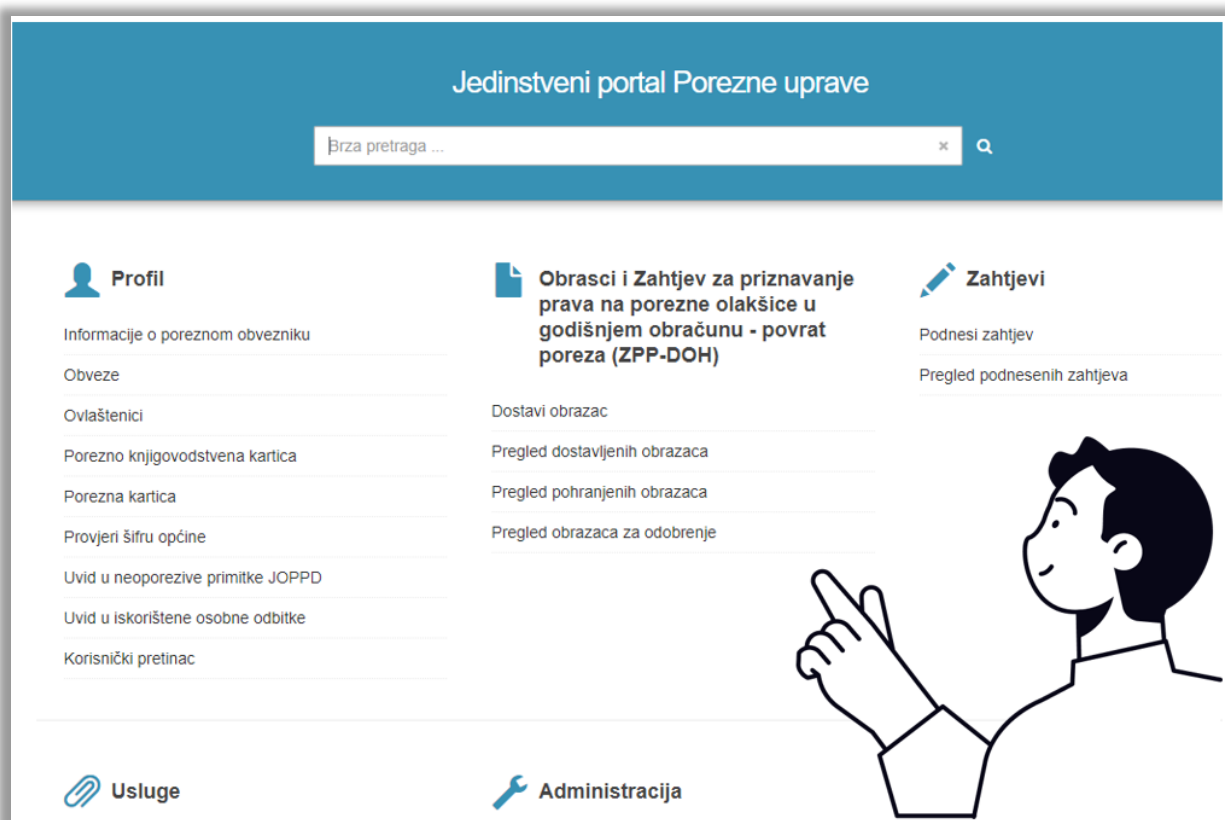 Jedinstveni portal Porezne uprave
Brza pretraga ...
Profil
Informacije o poreznom obvezniku
Obveze
Ovlaštenici
Porezno knjigovodstvena kartica
Porezna kartica
Provjeri šifru općine
Uvid u neoporezive primitke JOPPD
Uvid u iskorištene osobne odbitke
Korisnički pretinac
Obrasci i Zahtjev za priznavanje
prava na porezne olakšice u
godišnjem obračunu - povrat
poreza (ZPP-DOH)
Dostavi obrazac
Pregled dostavljenih obrazaca
Pregled pohranjenih obrazaca
Pregled obrazaca za odobrenje
Zahtjevi
Podnesi zahtjev
Pregled podnesenih zahtjeva
Usluge
Administracija